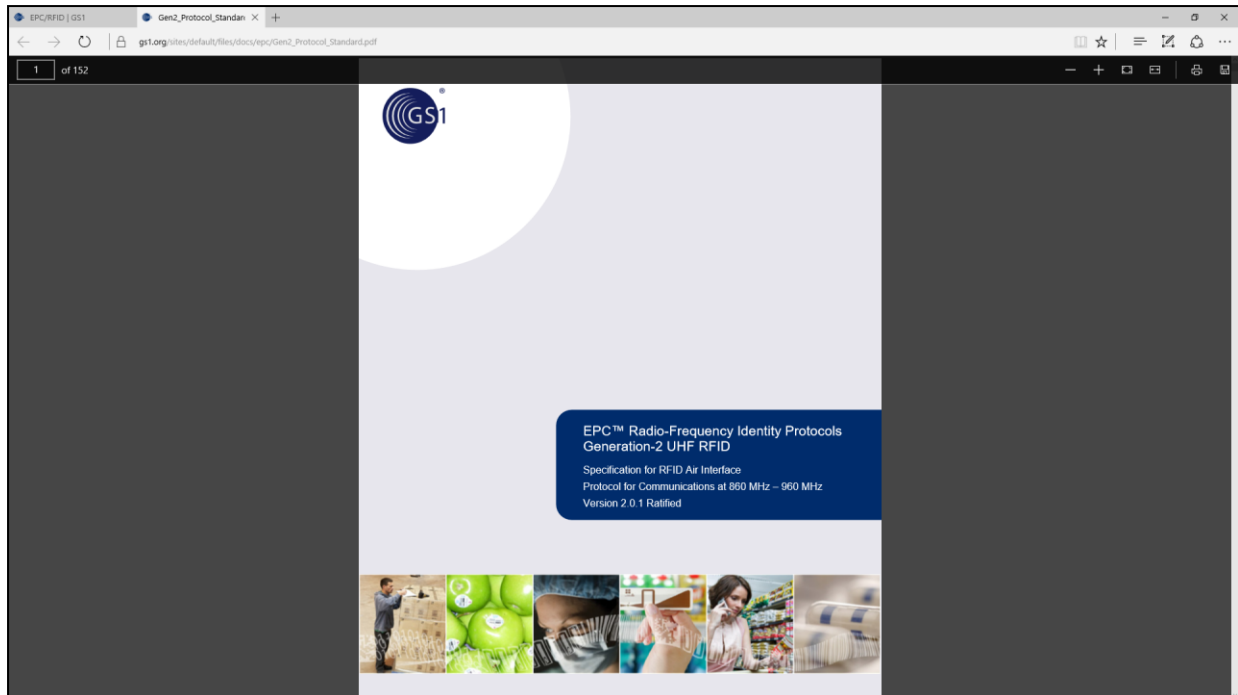 EPC/RFID | GS1
Gen2_Protocol_Standar
gs1.org/sites/default/files/docs/epc/Gen2_Protocol_Standard.pdf
1 of 152
GS1
®
EPC™ Radio-Frequency Identity Protocols
Generation-2 UHF RFID
Specification for RFID Air Interface
Protocol for Communications at 860 MHz – 960 MHz
Version 2.0.1 Ratified